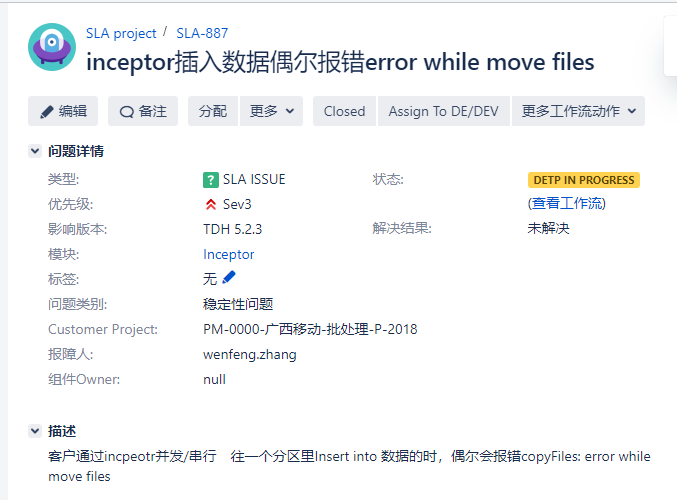 SLA project / SLA-887
inceptor插入数据偶尔报错error while move files
编辑 备注 分配 更多 Closed Assign To DE/DEV 更多工作流动作
问题详情
类型: SLA ISSUE 状态: DETP IN PROGRESS
优先级: Sev3 (查看工作流)
影响版本: TDH 5.2.3 解决结果: 未解决
模块: Inceptor
标签: 无
问题类别: 稳定性问题
Customer Project: PM-0000-广西移动-批处理-P-2018
报障人: wenfeng.zhang
组件Owner: null
描述
客户通过incpeotr并发/串行 往一个分区里Insert into 数据的时，偶尔会报错copyFiles: error while
move files